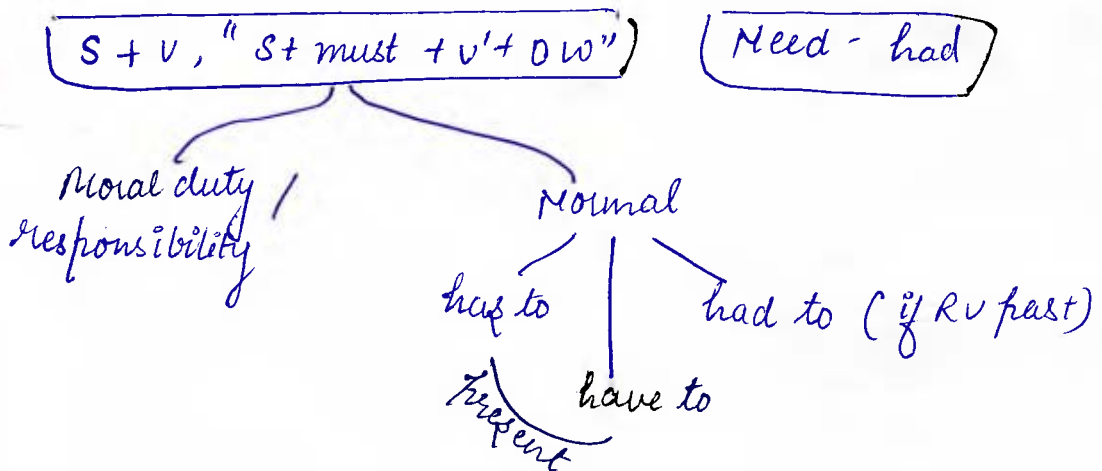 S + V, "S + must + v' + OW"
Need - had
Moral duty /
responsibility
Normal
has to
had to (if RV past)
have to
Present